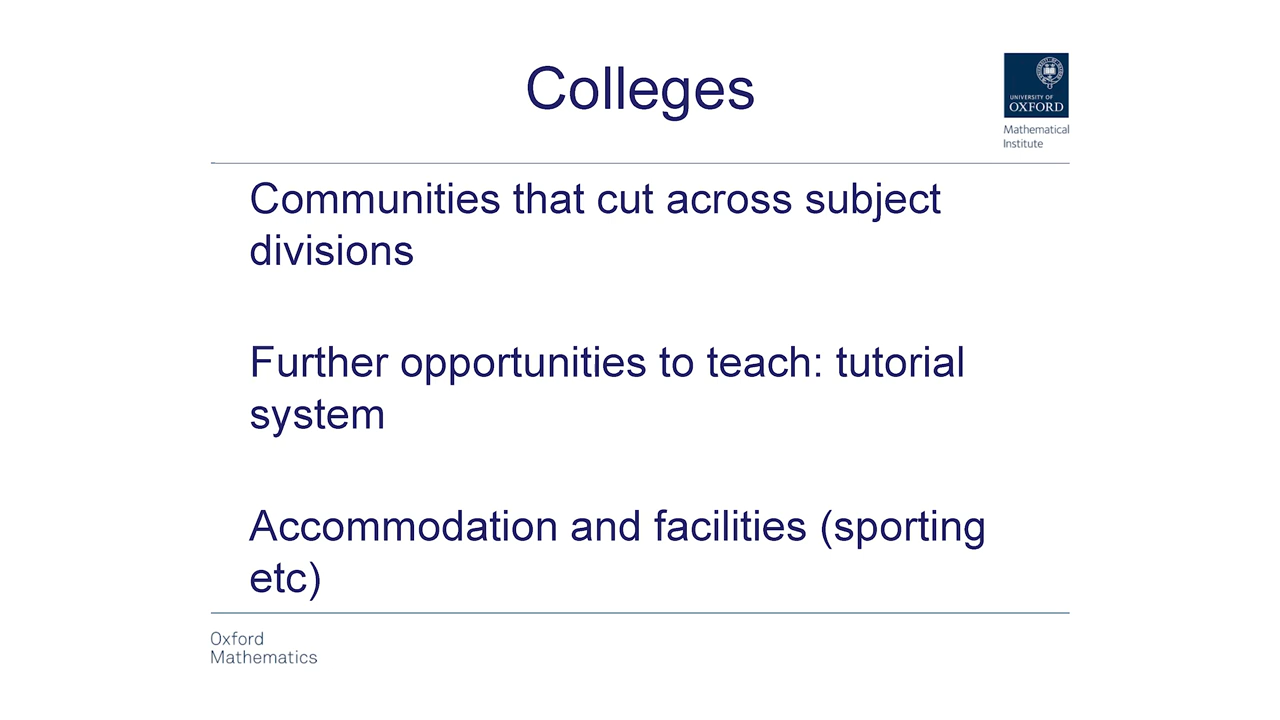 Colleges
UNIVERSITY OF
OXFORD
Mathematical
Institute
Communities that cut across subject
divisions
Further opportunities to teach: tutorial
system
Accommodation and facilities (sporting
etc)
Oxford
Mathematics